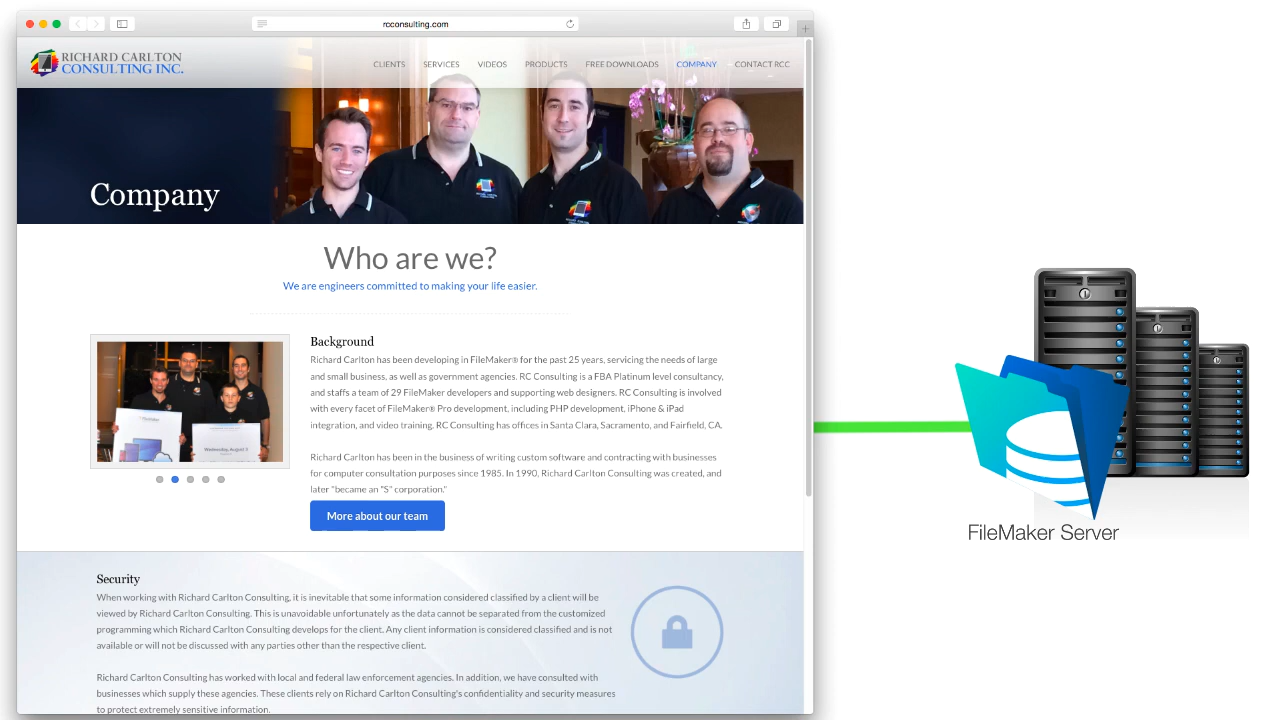 rcconsulting.com
RICHARD CARLTON
CONSULTING INC.
CLIENTS SERVICES VIDEOS PRODUCTS FREE DOWNLOADS COMPANY CONTACT RCC
Company
Who are we?
We are engineers committed to making your life easier.
Background
Richard Carlton has been developing in FileMaker® for the past 25 years, servicing the needs of large
and small business, as well as government agencies. RC Consulting is a FBA Platinum level consultancy,
and staffs a team of 29 FileMaker developers and supporting web designers. RC Consulting is involved
with every facet of FileMaker® Pro development, including PHP development, iPhone & iPad
integration, and video training. RC Consulting has offices in Santa Clara, Sacramento, and Fairfield, CA.
Richard Carlton has been in the business of writing custom software and contracting with businesses
for computer consultation purposes since 1985. In 1990, Richard Carlton Consulting was created, and
later "became an "S" corporation."
More about our team
FileMaker Server
Security
When working with Richard Carlton Consulting, it is inevitable that some information considered classified by a client will be
viewed by Richard Carlton Consulting. This is unavoidable unfortunately as the data cannot be separated from the customized
programming which Richard Carlton Consulting develops for the client. Any client information is considered classified and is not
available or will not be discussed with any parties other than the respective client.
Richard Carlton Consulting has worked with local and federal law enforcement agencies. In addition, we have consulted with
businesses which supply these agencies. These clients rely on Richard Carlton Consulting's confidentiality and security measures
to protect extremely sensitive information.